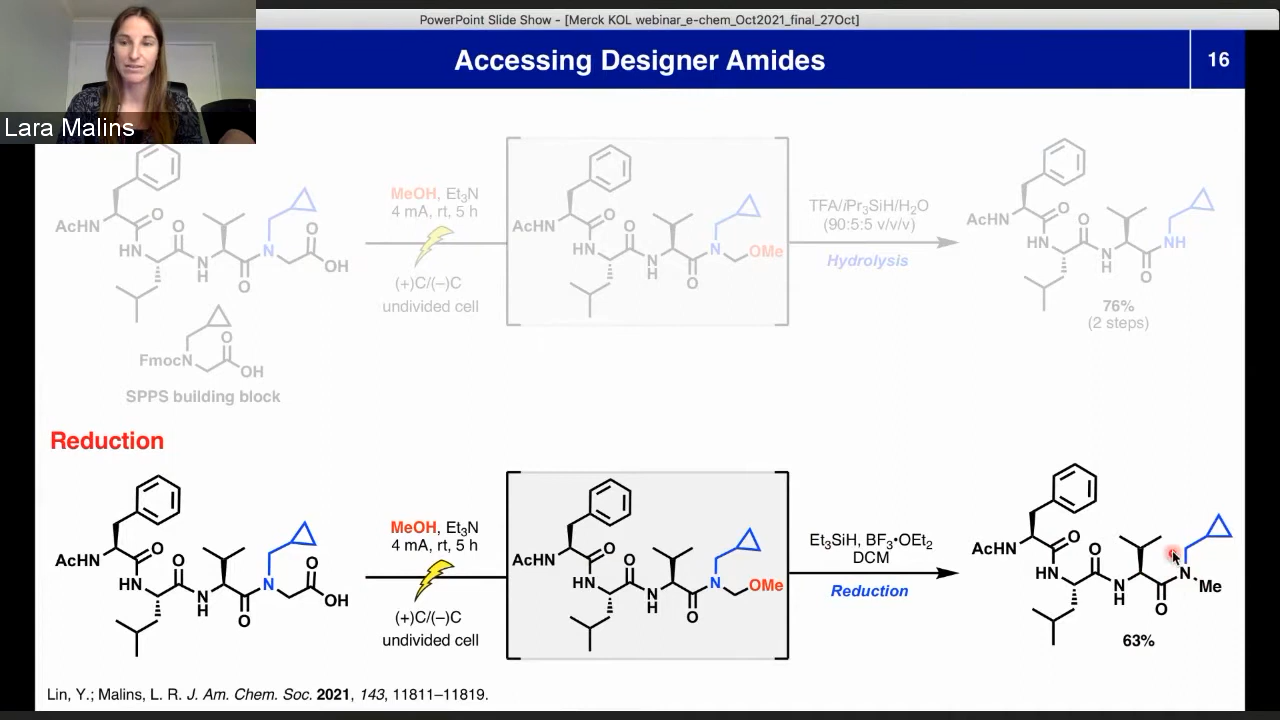 PowerPoint Slide Show - [Merck KOL webinar_e-chem_Oct2021_final_27Oct]
Accessing Designer Amides
16
Lara Malins
AcHN
O
HN
O
N
H
O
N
O
OH
MeOH, Et3N
4 mA, rt, 5 h
(+)C/(–)C
undivided cell
AcHN
O
HN
O
N
H
O
N
OMe
TFA/iPr3SiH/H2O
(90:5:5 v/v/v)
Hydrolysis
AcHN
O
HN
O
N
H
O
NH
76%
(2 steps)
FmocN
O
OH
SPPS building block
Reduction
AcHN
O
HN
O
N
H
O
N
O
OH
MeOH, Et3N
4 mA, rt, 5 h
(+)C/(–)C
undivided cell
AcHN
O
HN
O
N
H
O
N
OMe
Et3SiH, BF3•OEt2
DCM
Reduction
AcHN
O
HN
O
N
H
O
N
Me
63%
Lin, Y.; Malins, L. R. J. Am. Chem. Soc. 2021, 143, 11811–11819.